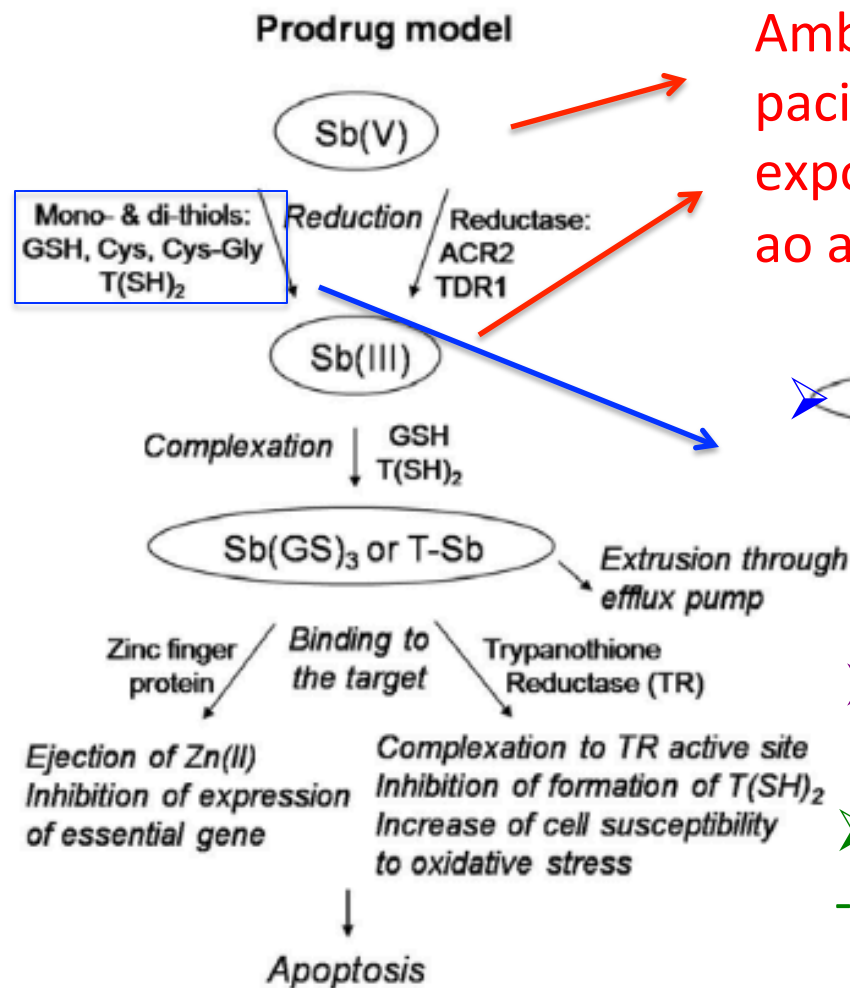 Prodrug model
Sb(V)
Mono- & di-thiols:
GSH, Cys, Cys-Gly
T(SH)₂
Reduction
Reductase:
ACR2
TDR1
Sb(III)
Complexation
GSH
T(SH)₂
Sb(GS)₃ or T-Sb
Extrusion through
efflux pump
Zinc finger
protein
Binding to
the target
Trypanothione
Reductase (TR)
Ejection of Zn(II)
Inhibition of expression
of essential gene
Complexation to TR active site
Inhibition of formation of T(SH)₂
Increase of cell susceptibility
to oxidative stress
Apoptosis
ao